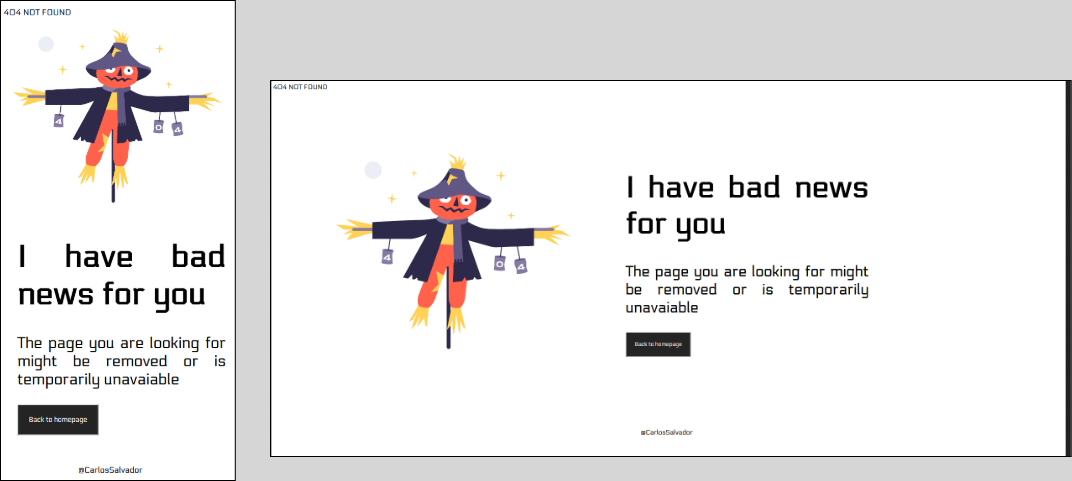 404 NOT FOUND
4
0
4
I have bad
news for you
The page you are looking for
might be removed or is
temporarily unavaiable
Back to homepage
@CarlosSalvador
404 NOT FOUND
4
0
4
I have bad news
for you
The page you are looking for might
be removed or is temporarily
unavaiable
Back to homepage
@CarlosSalvador